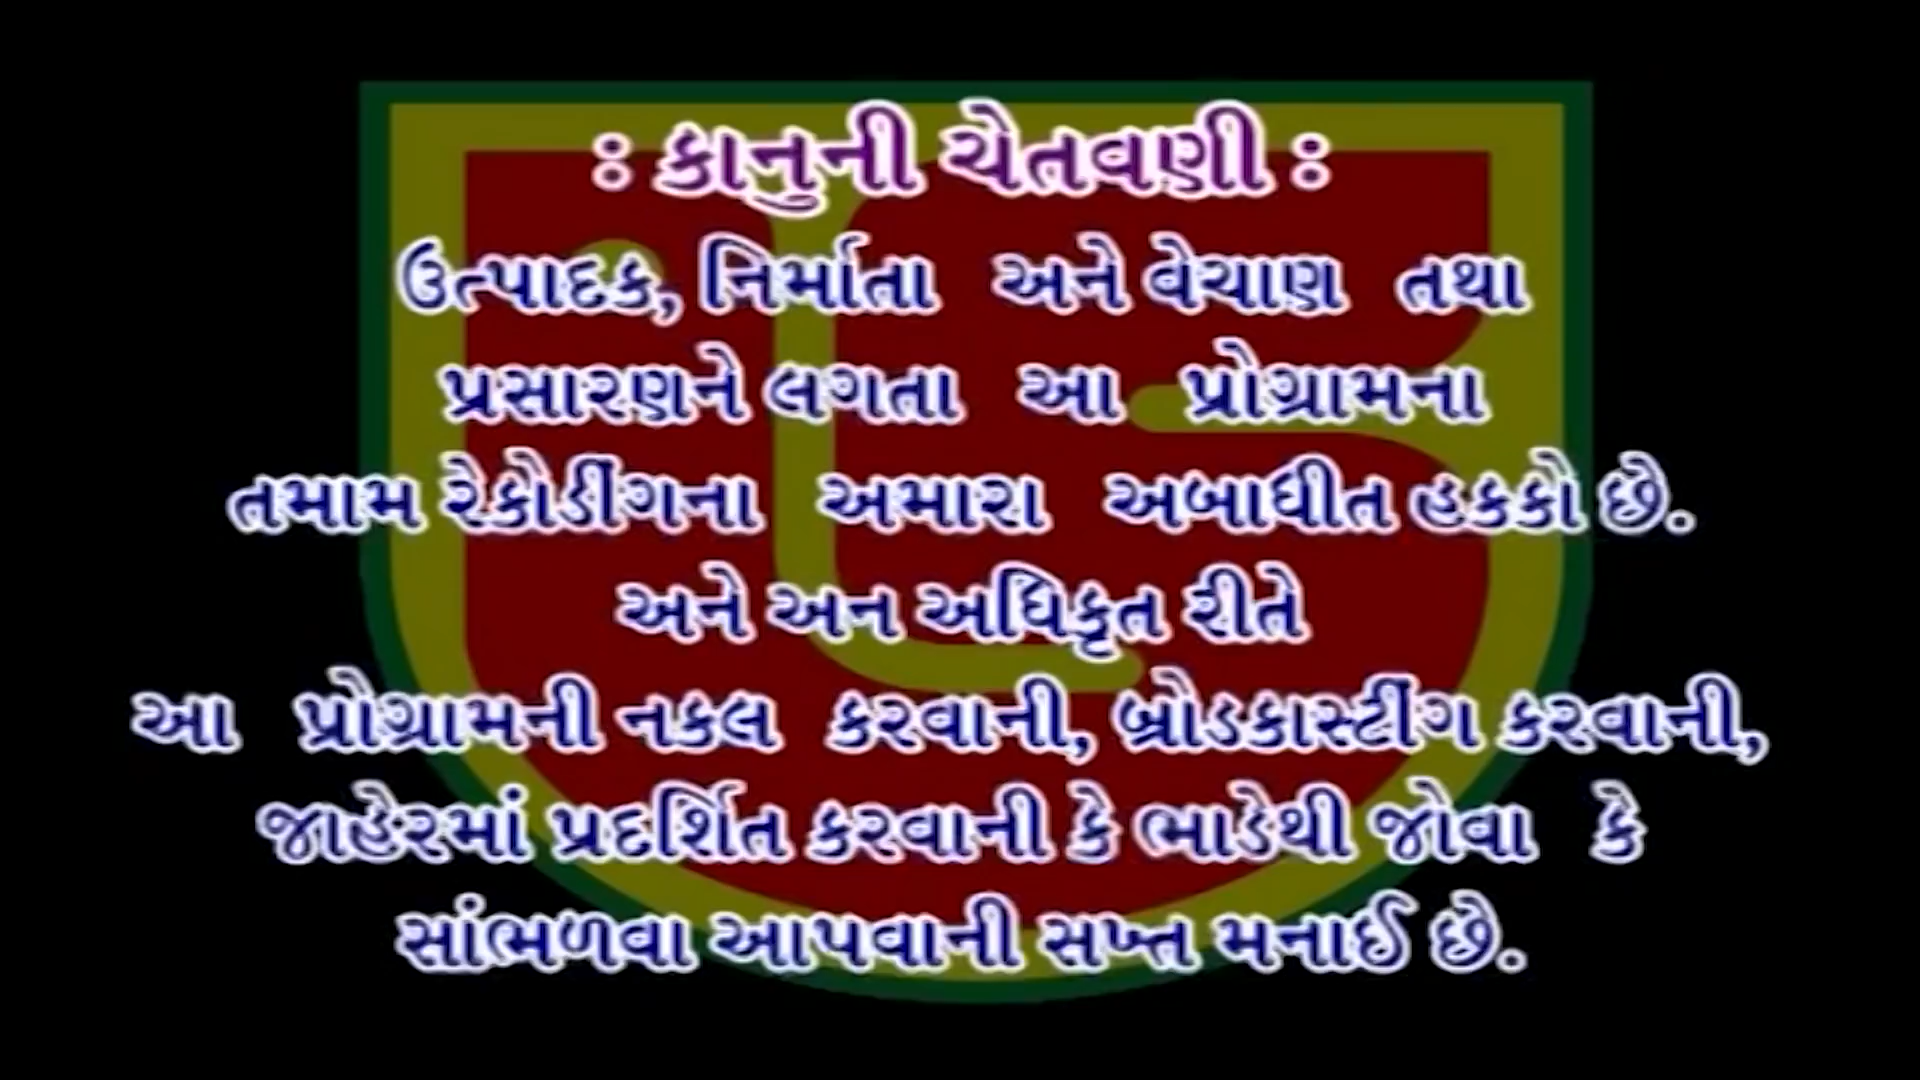 : કાનુની ચેતવણી :
ઉત્પાદક, નિર્માતા અને વેચાણ તથા
પ્રસારણને લગતા આ પ્રોગ્રામના
તમામ રેકોર્ડીંગના અમારા અબાધીત હકકો છે.
અને અન અધિકૃત રીતે
આ પ્રોગ્રામની નકલ કરવાની, બ્રોડકાસ્ટીંગ કરવાની,
જાહેરમાં પ્રદર્શિત કરવાની કે ભાડેથી જોવા કે
સાંભળવા આપવાની સખ્ત મનાઈ છે.